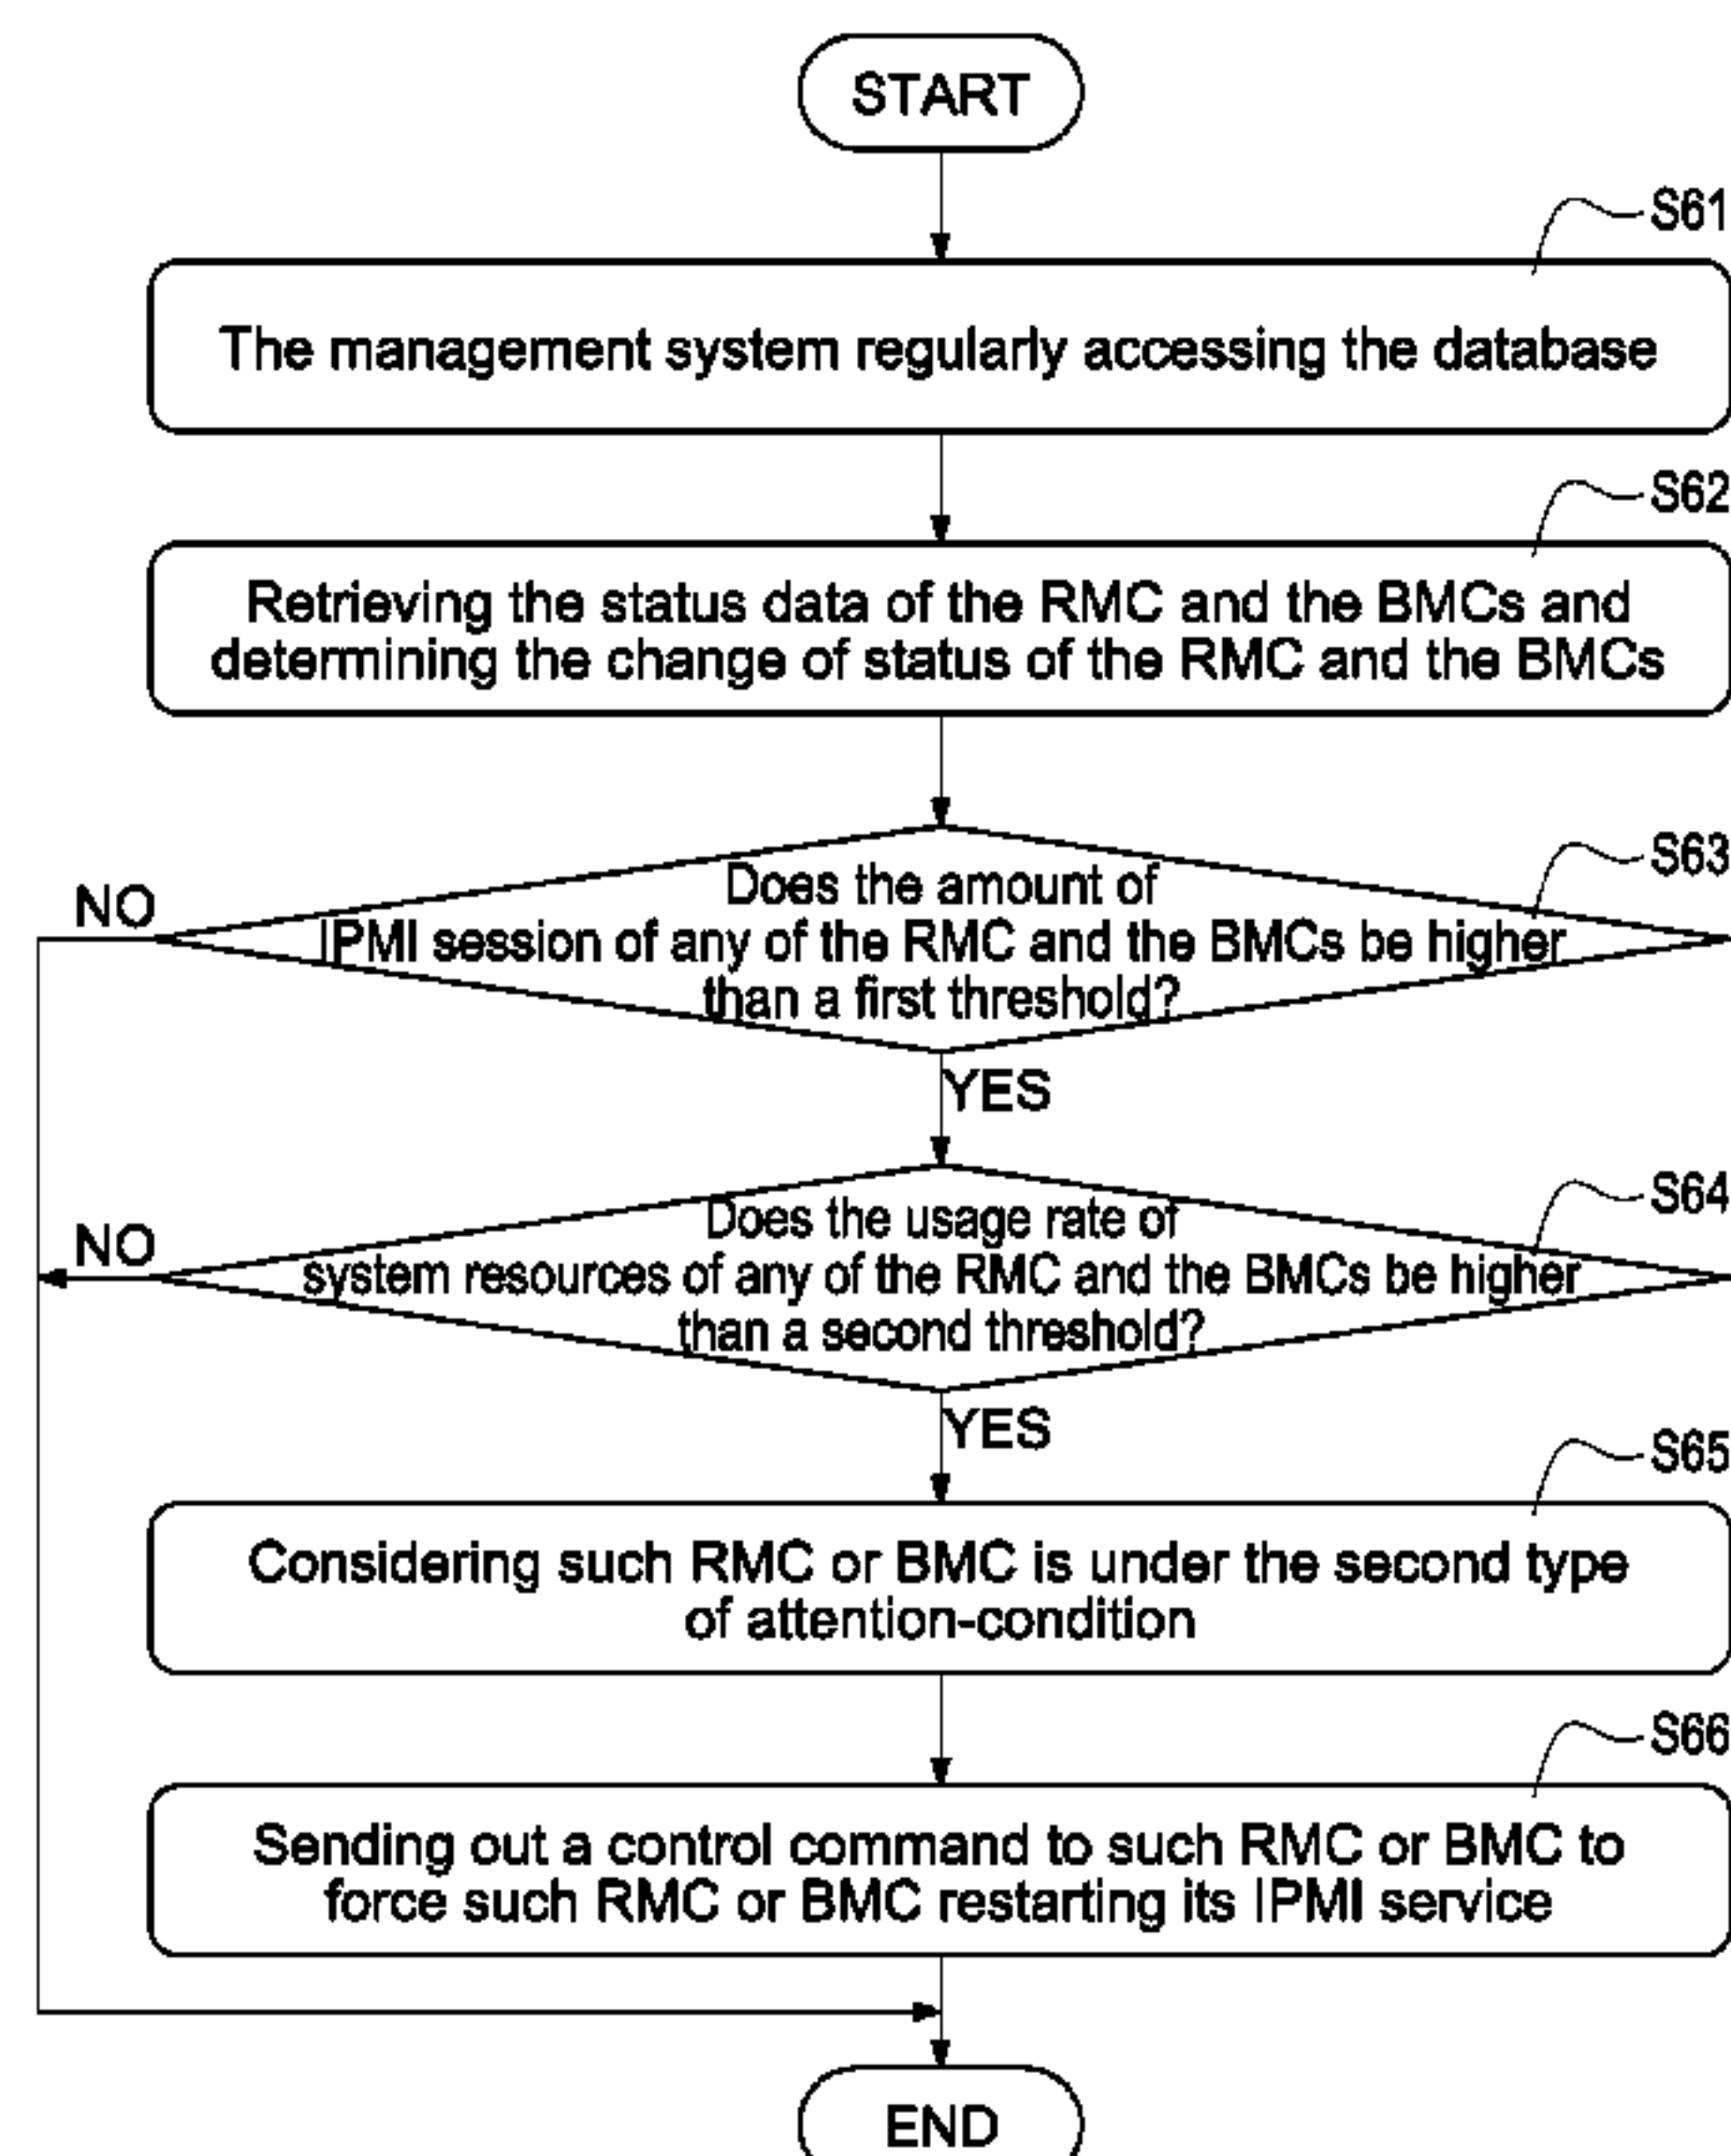 START
S61
The management system regularly accessing the database
S62
Retrieving the status data of the RMC and the BMCs and
determining the change of status of the RMC and the BMCs
S63
NO
Does the amount of
IPMI session of any of the RMC and the BMCs be higher
than a first threshold?
YES
S64
NO
Does the usage rate of
system resources of any of the RMC and the BMCs be higher
than a second threshold?
YES
S65
Considering such RMC or BMC is under the second type
of attention-condition
S66
Sending out a control command to such RMC or BMC to
force such RMC or BMC restarting its IPMI service
END